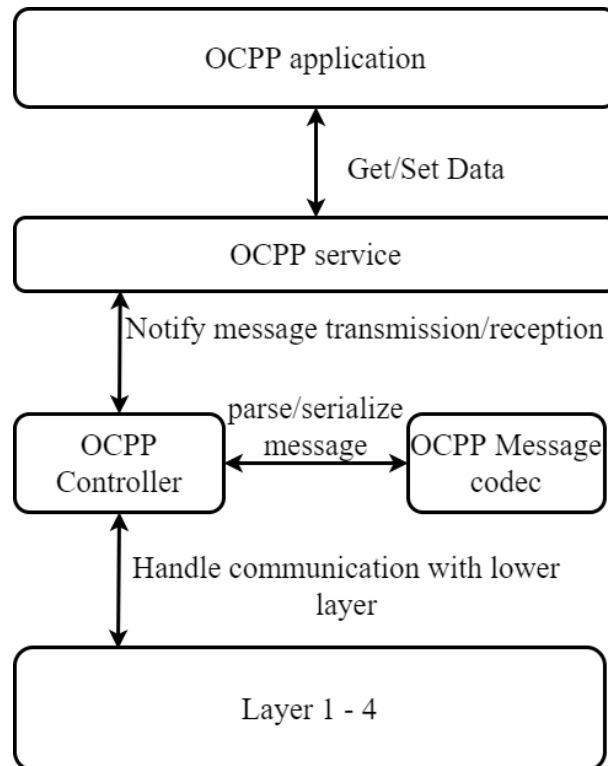 OCPP application
Get/Set Data
OCPP service
Notify message transmission/reception
parse/serialize
message
OCPP
Controller
OCPP Message
codec
Handle communication with lower
layer
Layer 1 - 4